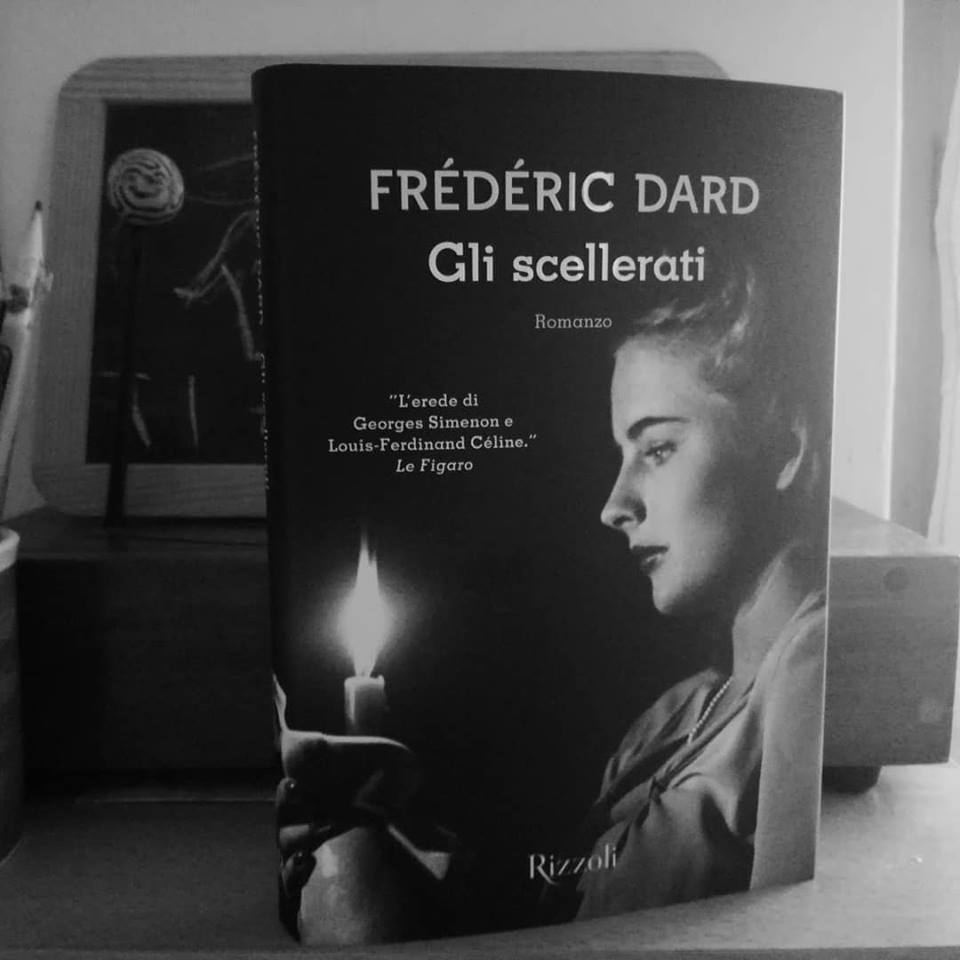 FRÉDÉRIC DARD
Gli scellerati
Romanzo
"L'erede di
Georges Simenon e
Louis-Ferdinand Céline."
Le Figaro
Rizzoli